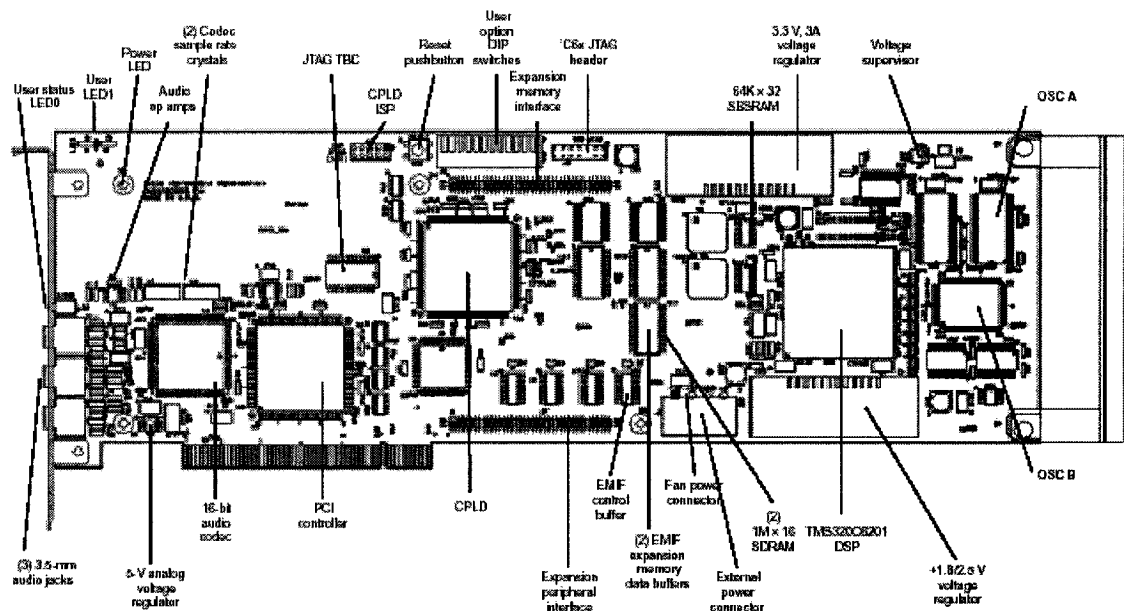 User status
LED0
User
LED1
Power
LED
Audio
op amps
(2) Codec
sample rate
crystals
JTAG TBC
CPLD
ISP
Reset
pushbutton
User
option
DIP
switches
Expansion
memory
interface
'C6x JTAG
header
64K × 32
SBSRAM
3.3 V, 3A
voltage
regulator
Voltage
supervisor
OSC A
(3) 3.5-mm
audio jacks
5-V analog
voltage
regulator
16-bit
audio
codec
PCI
controller
CPLD
Expansion
peripheral
interface
EMIF
control
buffer
(2) EMIF
expansion
memory
data buffers
Fan power
connector
External
power
connector
(2)
1M × 16
SDRAM
TMS320C6201
DSP
+1.8/2.5 V
voltage
regulator
OSC B